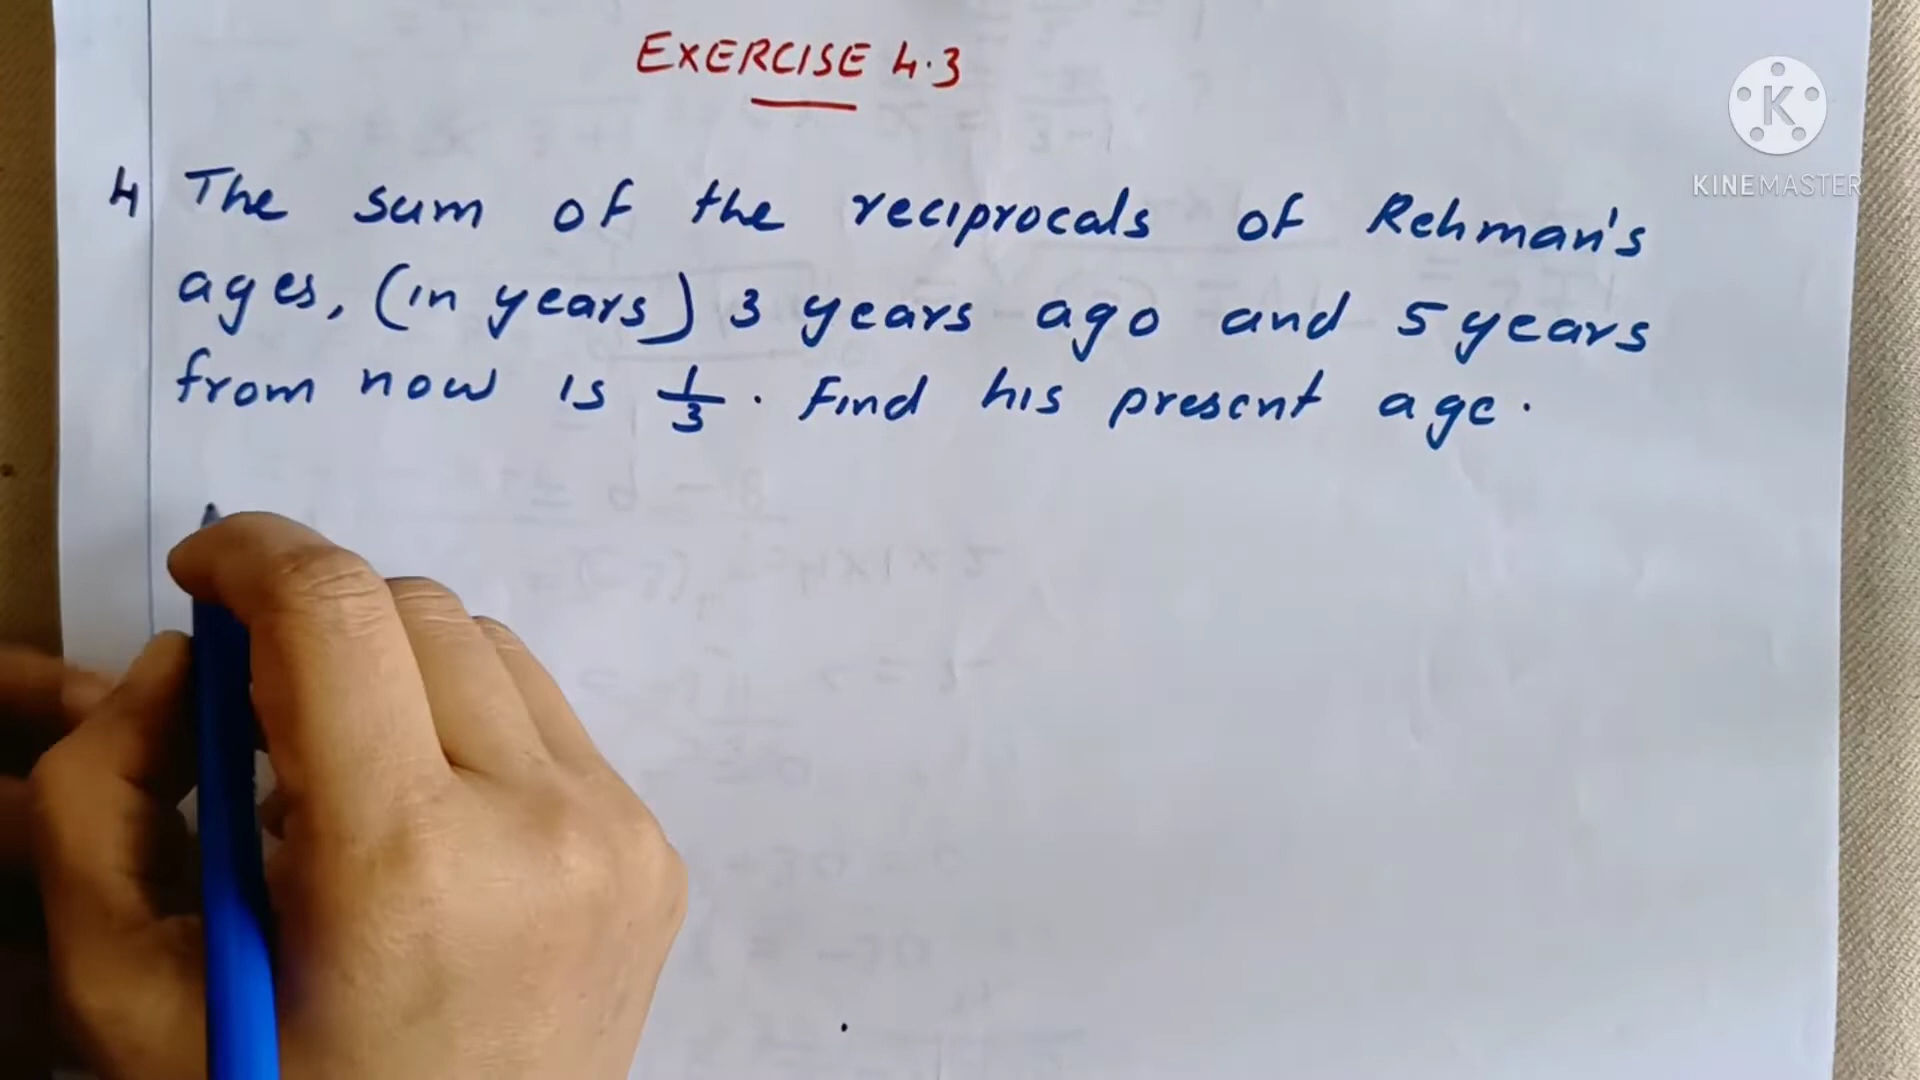 EXERCISE 4.3
K
KINEMASTER
4 The sum of the reciprocals of Rehman's
ages, (in years) 3 years ago and 5 years
from now is 1/3. Find his present age.